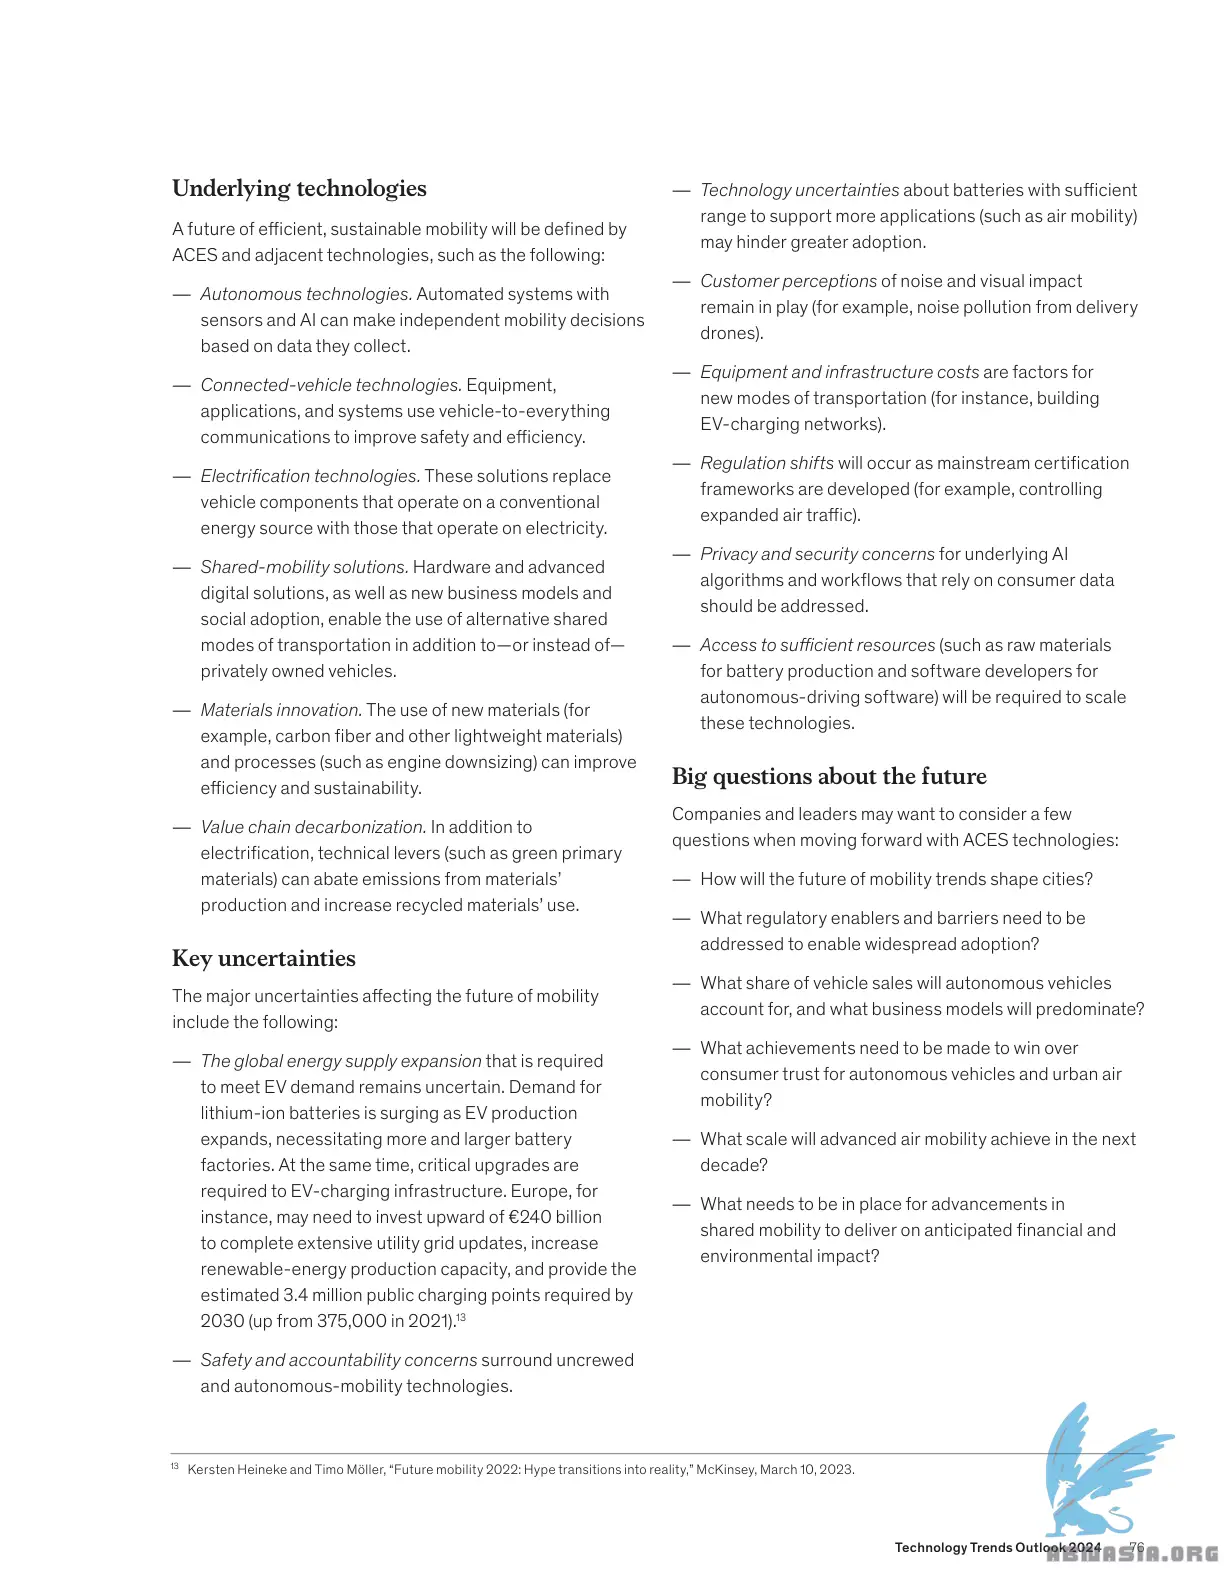 Underlying technologies
A future of efficient, sustainable mobility will be defined by
ACES and adjacent technologies, such as the following:
— Autonomous technologies. Automated systems with
sensors and AI can make independent mobility decisions
based on data they collect.
— Connected-vehicle technologies. Equipment,
applications, and systems use vehicle-to-everything
communications to improve safety and efficiency.
— Electrification technologies. These solutions replace
vehicle components that operate on a conventional
energy source with those that operate on electricity.
— Shared-mobility solutions. Hardware and advanced
digital solutions, as well as new business models and
social adoption, enable the use of alternative shared
modes of transportation in addition to—or instead of—
privately owned vehicles.
— Materials innovation. The use of new materials (for
example, carbon fiber and other lightweight materials)
and processes (such as engine downsizing) can improve
efficiency and sustainability.
— Value chain decarbonization. In addition to
electrification, technical levers (such as green primary
materials) can abate emissions from materials’
production and increase recycled materials’ use.
Key uncertainties
The major uncertainties affecting the future of mobility
include the following:
— The global energy supply expansion that is required
to meet EV demand remains uncertain. Demand for
lithium-ion batteries is surging as EV production
expands, necessitating more and larger battery
factories. At the same time, critical upgrades are
required to EV-charging infrastructure. Europe, for
instance, may need to invest upward of €240 billion
to complete extensive utility grid updates, increase
renewable-energy production capacity, and provide the
estimated 3.4 million public charging points required by
2030 (up from 375,000 in 2021).13
— Safety and accountability concerns surround uncrewed
and autonomous-mobility technologies.
— Technology uncertainties about batteries with sufficient
range to support more applications (such as air mobility)
may hinder greater adoption.
— Customer perceptions of noise and visual impact
remain in play (for example, noise pollution from delivery
drones).
— Equipment and infrastructure costs are factors for
new modes of transportation (for instance, building
EV-charging networks).
— Regulation shifts will occur as mainstream certification
frameworks are developed (for example, controlling
expanded air traffic).
— Privacy and security concerns for underlying AI
algorithms and workflows that rely on consumer data
should be addressed.
— Access to sufficient resources (such as raw materials
for battery production and software developers for
autonomous-driving software) will be required to scale
these technologies.
Big questions about the future
Companies and leaders may want to consider a few
questions when moving forward with ACES technologies:
— How will the future of mobility trends shape cities?
— What regulatory enablers and barriers need to be
addressed to enable widespread adoption?
— What share of vehicle sales will autonomous vehicles
account for, and what business models will predominate?
— What achievements need to be made to win over
consumer trust for autonomous vehicles and urban air
mobility?
— What scale will advanced air mobility achieve in the next
decade?
— What needs to be in place for advancements in
shared mobility to deliver on anticipated financial and
environmental impact?
13 Kersten Heineke and Timo Möller, “Future mobility 2022: Hype transitions into reality,” McKinsey, March 10, 2023.
Technology Trends Outlook 2024 76
ABWASIA.ORG